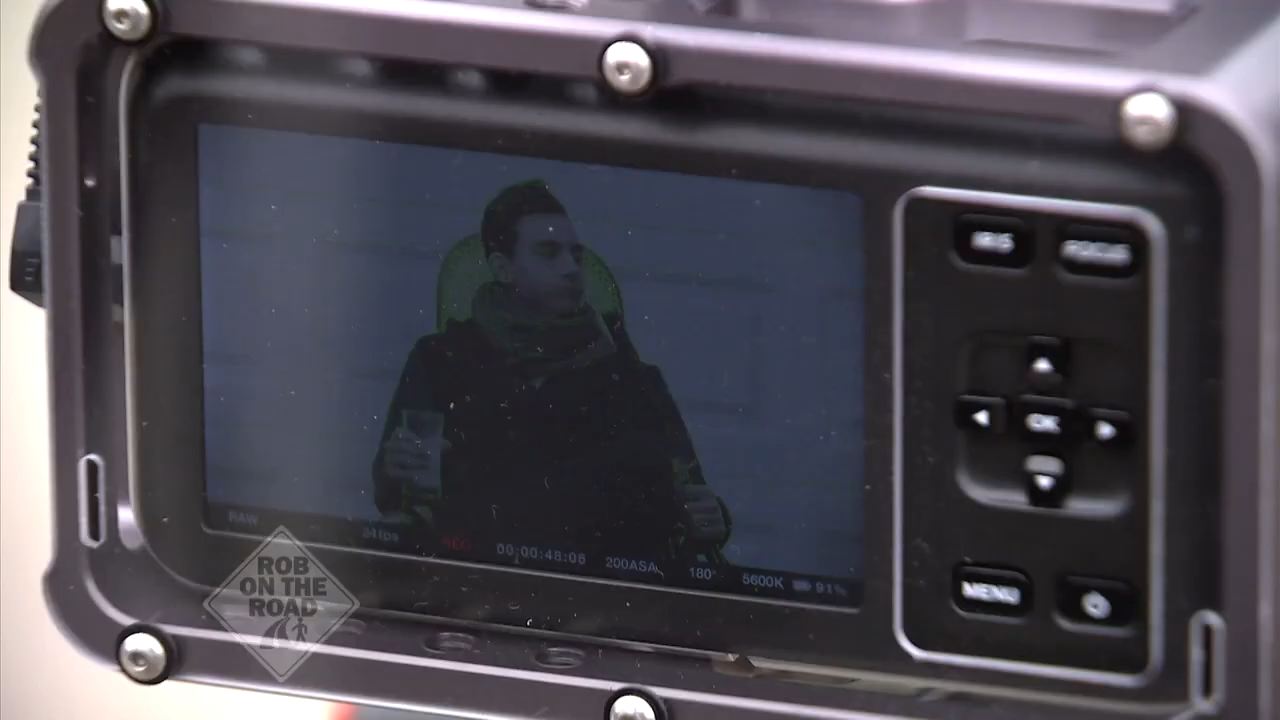 IRIS FOCUS
OK
RAW 24fps REC 00:00:48:06 200ASA 180° 5600K 91%
MENU
ROB
ON THE
ROAD